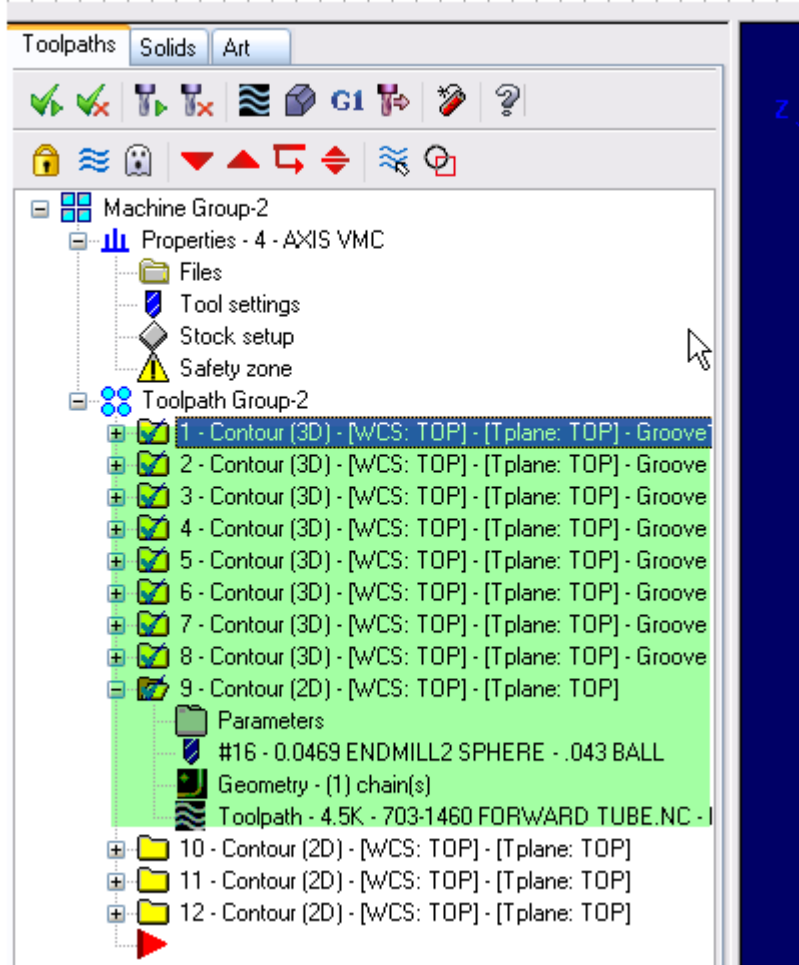 Toolpaths Solids Art
G1
Machine Group-2
Properties - 4 - AXIS VMC
Files
Tool settings
Stock setup
Safety zone
Toolpath Group-2
1 - Contour (3D) - [WCS: TOP] - [Tplane: TOP] - Groove
2 - Contour (3D) - [WCS: TOP] - [Tplane: TOP] - Groove
3 - Contour (3D) - [WCS: TOP] - [Tplane: TOP] - Groove
4 - Contour (3D) - [WCS: TOP] - [Tplane: TOP] - Groove
5 - Contour (3D) - [WCS: TOP] - [Tplane: TOP] - Groove
6 - Contour (3D) - [WCS: TOP] - [Tplane: TOP] - Groove
7 - Contour (3D) - [WCS: TOP] - [Tplane: TOP] - Groove
8 - Contour (3D) - [WCS: TOP] - [Tplane: TOP] - Groove
9 - Contour (2D) - [WCS: TOP] - [Tplane: TOP]
Parameters
#16 - 0.0469 ENDMILL2 SPHERE - .043 BALL
Geometry - (1) chain(s)
Toolpath - 4.5K - 703-1460 FORWARD TUBE.NC -
10 - Contour (2D) - [WCS: TOP] - [Tplane: TOP]
11 - Contour (2D) - [WCS: TOP] - [Tplane: TOP]
12 - Contour (2D) - [WCS: TOP] - [Tplane: TOP]
Z